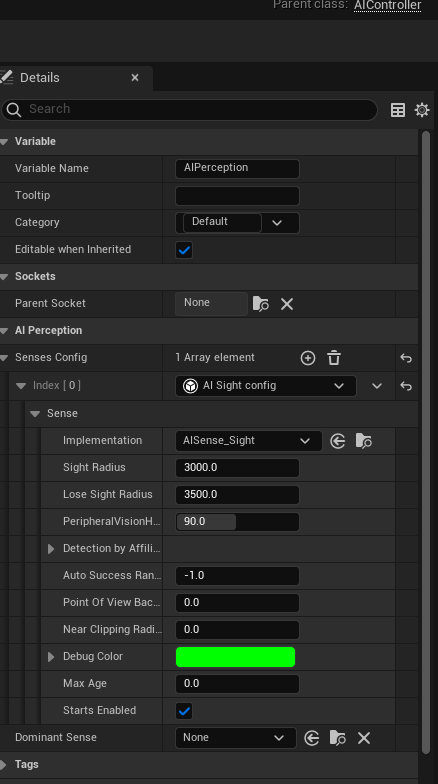 Parent class: AIController
Details
Search
Variable
Variable Name AIPerception
Tooltip
Category Default
Editable when Inherited
Sockets
Parent Socket None
AI Perception
Senses Config 1 Array element
Index [ 0 ] AI Sight config
Sense
Implementation AISense_Sight
Sight Radius 3000.0
Lose Sight Radius 3500.0
PeripheralVisionH... 90.0
Detection by Affili...
Auto Success Ran... -1.0
Point Of View Bac... 0.0
Near Clipping Radi... 0.0
Debug Color
Max Age 0.0
Starts Enabled
Dominant Sense None
Tags